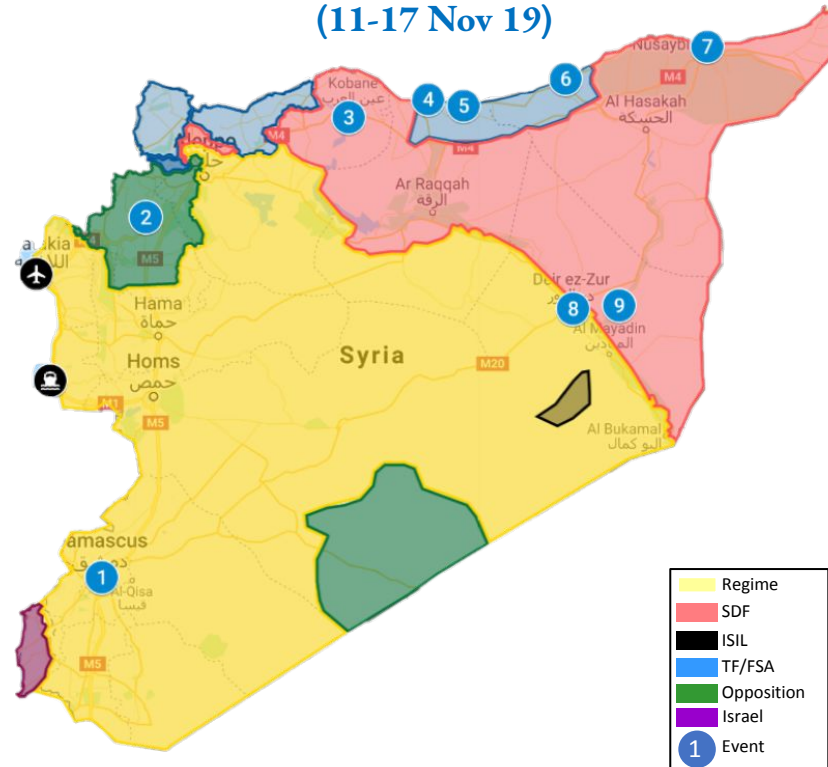 (11-17 Nov 19)
Nusaybi
7
M4
6
Kobane
عين العرب
4
5
3
Al Hasakah
الحسكة
M4
M4
Ar Raqqah
الرقة
2
M5
Deir ez-Zur
8
9
Al Mayadin
الميادين
Hama
حماة
Syria
Homs
حمص
M20
M1
M5
Al Bukamal
البو كمال
amascus
دمشق
1
Al-Qisa
قيسا
M5
Regime
SDF
ISIL
TF/FSA
Opposition
Israel
1 Event